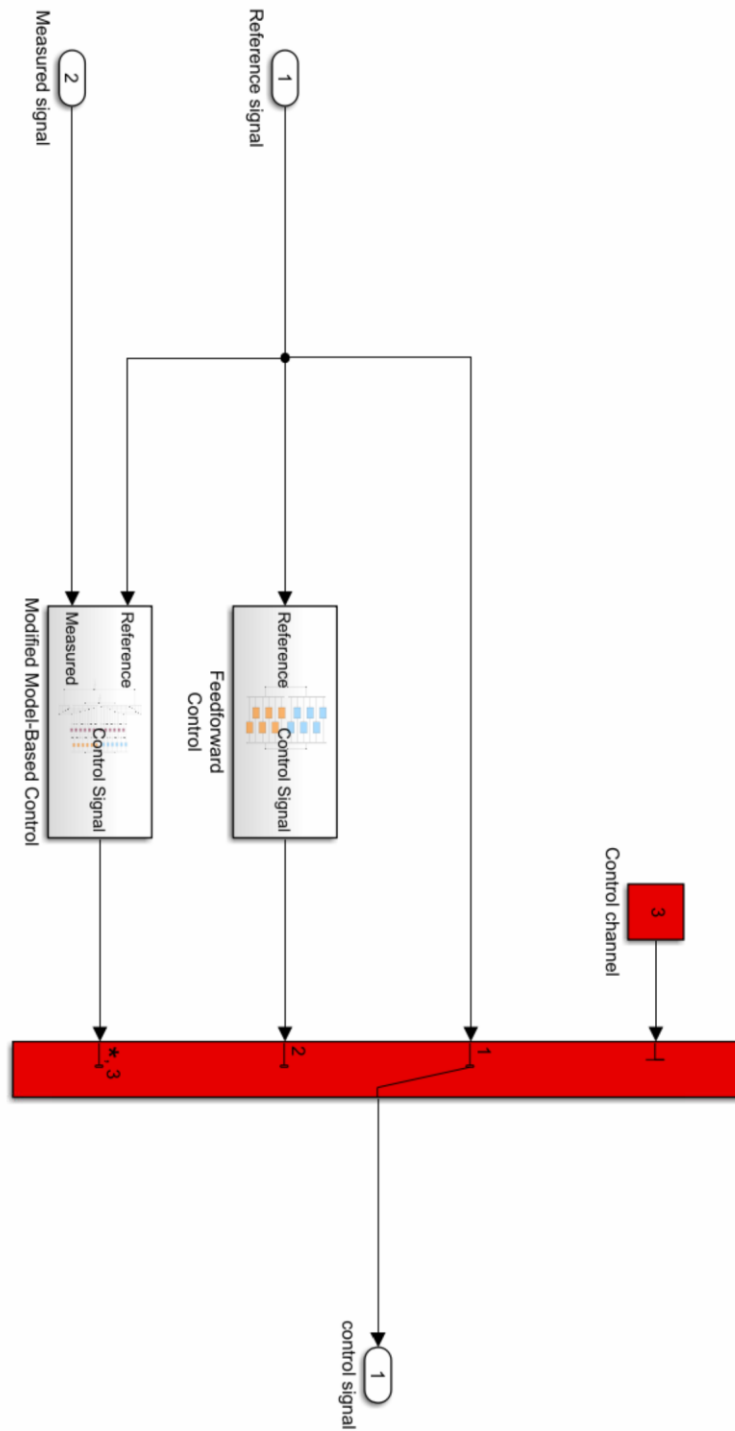 3
Control channel
1
Reference signal
Reference
Control Signal
Feedforward
Control
2
Measured signal
Reference
Measured
Control Signal
Modified Model-Based Control
1
2
*, 3
1
control signal